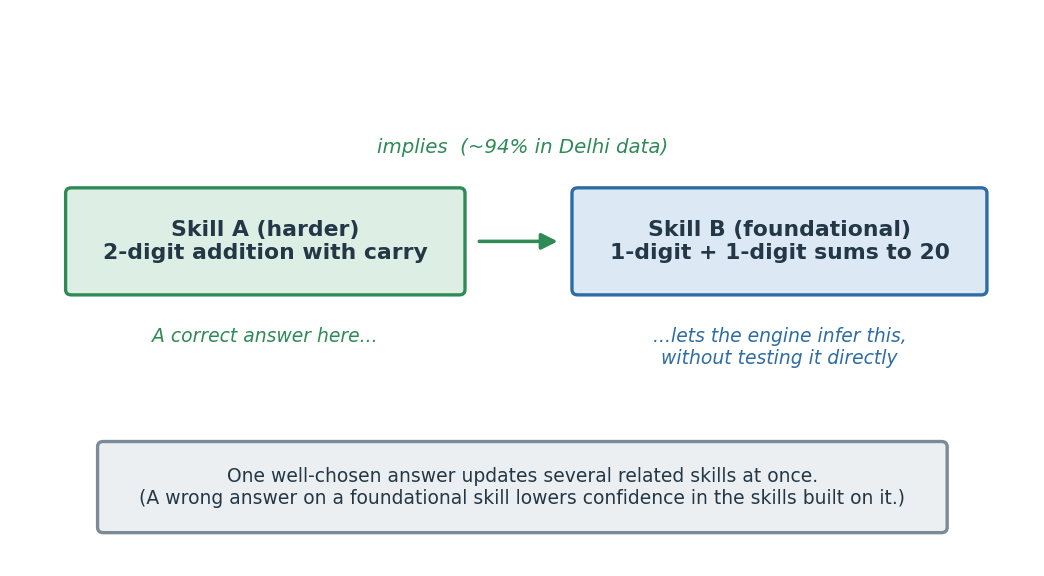 implies  (~94% in Delhi data)
Skill A (harder)
2-digit addition with carry
Skill B (foundational)
1-digit + 1-digit sums to 20
A correct answer here...
...lets the engine infer this,
without testing it directly
One well-chosen answer updates several related skills at once.
(A wrong answer on a foundational skill lowers confidence in the skills built on it.)